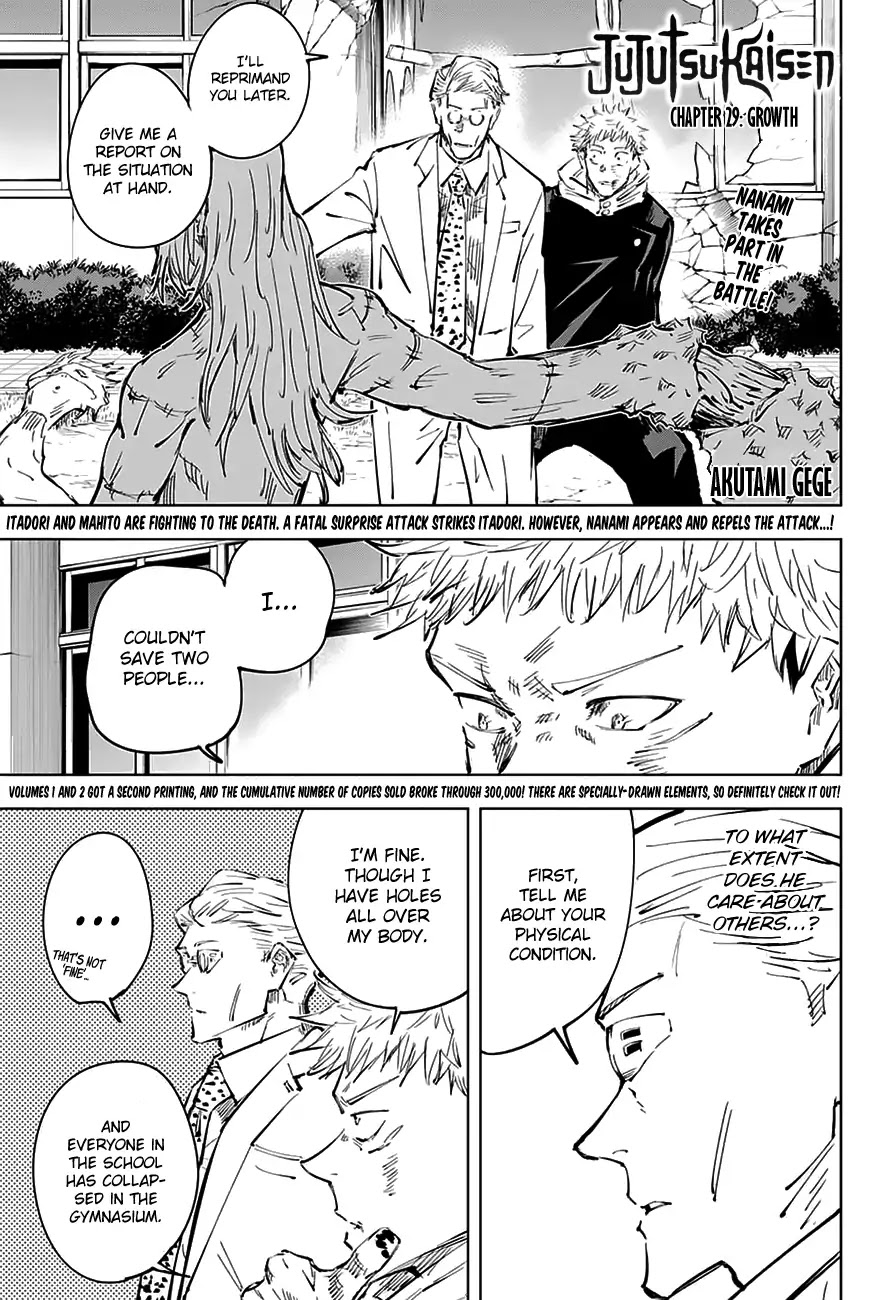 JUJUTSU KAISEN
CHAPTER 29: GROWTH
I'LL
REPRIMAND
YOU LATER.
GIVE ME A
REPORT ON
THE SITUATION
AT HAND.
NANAMI
TAKES
PART IN
THE
BATTLE!
AKUTAMI GEGE
ITADORI AND MAHITO ARE FIGHTING TO THE DEATH. A FATAL SURPRISE ATTACK STRIKES ITADORI. HOWEVER, NANAMI APPEARS AND REPELS THE ATTACK...!
I...
COULDN'T
SAVE TWO
PEOPLE...
VOLUMES 1 AND 2 GOT A SECOND PRINTING, AND THE CUMULATIVE NUMBER OF COPIES SOLD BROKE THROUGH 300,000! THERE ARE SPECIALLY-DRAWN ELEMENTS, SO DEFINITELY CHECK IT OUT!
TO WHAT
EXTENT
DOES HE
CARE ABOUT
OTHERS...?
FIRST,
TELL ME
ABOUT YOUR
PHYSICAL
CONDITION.
I'M FINE.
THOUGH I
HAVE HOLES
ALL OVER
MY BODY.
...
THAT'S NOT
'FINE'...
AND
EVERYONE IN
THE SCHOOL
HAS COLLAP-
SED IN THE
GYMNASIUM.